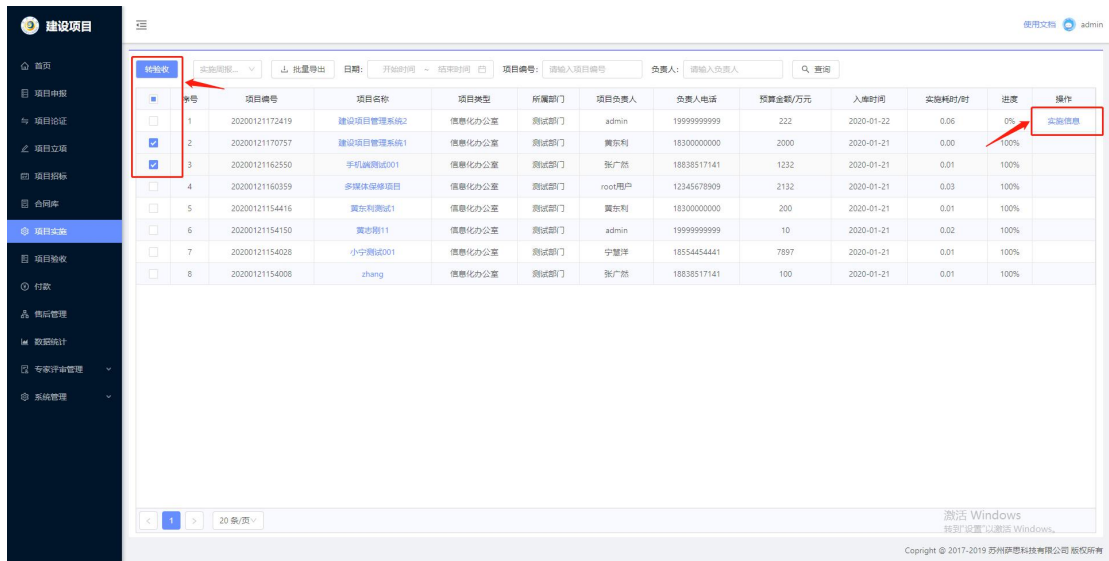 建设项目
使用文档 admin
首页
项目申报
项目论证
项目立项
项目招标
合同库
项目实施
项目验收
付款
售后管理
数据统计
专家评审管理
系统管理
转验收 实施周报... 批量导出 日期: 开始时间 ~ 结束时间 项目编号: 请输入项目编号 负责人: 请输入负责人 查询
序号 项目编号 项目名称 项目类型 所属部门 项目负责人 负责人电话 预算金额/万元 入库时间 实施耗时/时 进度 操作
1 20200121172419 建设项目管理系统2 信息化办公室 测试部门 admin 19999999999 222 2020-01-22 0.06 0% 实施信息
2 20200121170757 建设项目管理系统1 信息化办公室 测试部门 黄东利 18300000000 2000 2020-01-21 0.00 100%
3 20200121162550 手机端测试001 信息化办公室 测试部门 张广然 18838517141 1232 2020-01-21 0.01 100%
4 20200121160359 多媒体保修项目 信息化办公室 测试部门 root用户 12345678909 2132 2020-01-21 0.03 100%
5 20200121154416 黄东利测试1 信息化办公室 测试部门 黄东利 18300000000 200 2020-01-21 0.01 100%
6 20200121154150 黄志刚11 信息化办公室 测试部门 admin 19999999999 10 2020-01-21 0.02 100%
7 20200121154028 小宁测试001 信息化办公室 测试部门 宁慧洋 18554454441 7897 2020-01-21 0.01 100%
8 20200121154008 zhang 信息化办公室 测试部门 张广然 18838517141 100 2020-01-21 0.01 100%
< 1 > 20 条/页
激活 Windows
转到"设置"以激活 Windows。
Copright @ 2017-2019 苏州萨思科技有限公司 版权所有